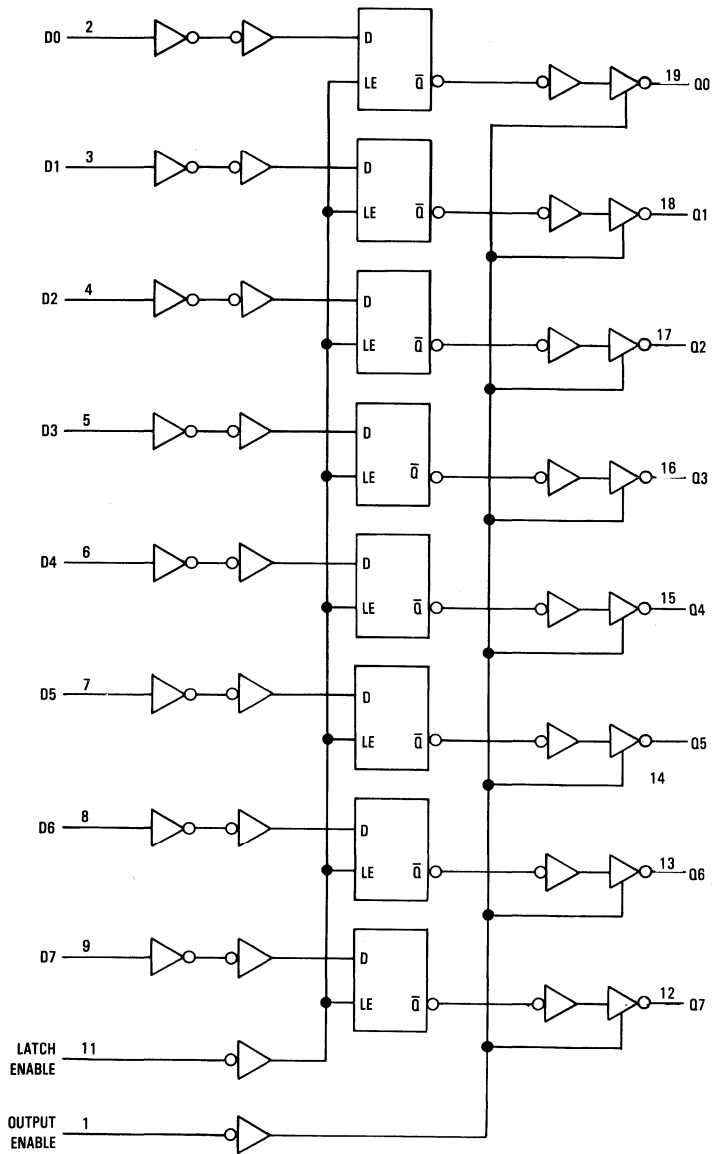 D0 2 D 19 Q0
LE Q̅
D1 3 D
LE Q̅ 18 Q1
D2 4 D
LE Q̅ 17 Q2
D3 5 D
LE Q̅ 16 Q3
D4 6 D
LE Q̅ 15 Q4
D5 7 D
LE Q̅ Q5
14
D6 8 D
LE Q̅ 13 Q6
D7 9 D
LE Q̅ 12 Q7
LATCH ENABLE 11
OUTPUT ENABLE 1